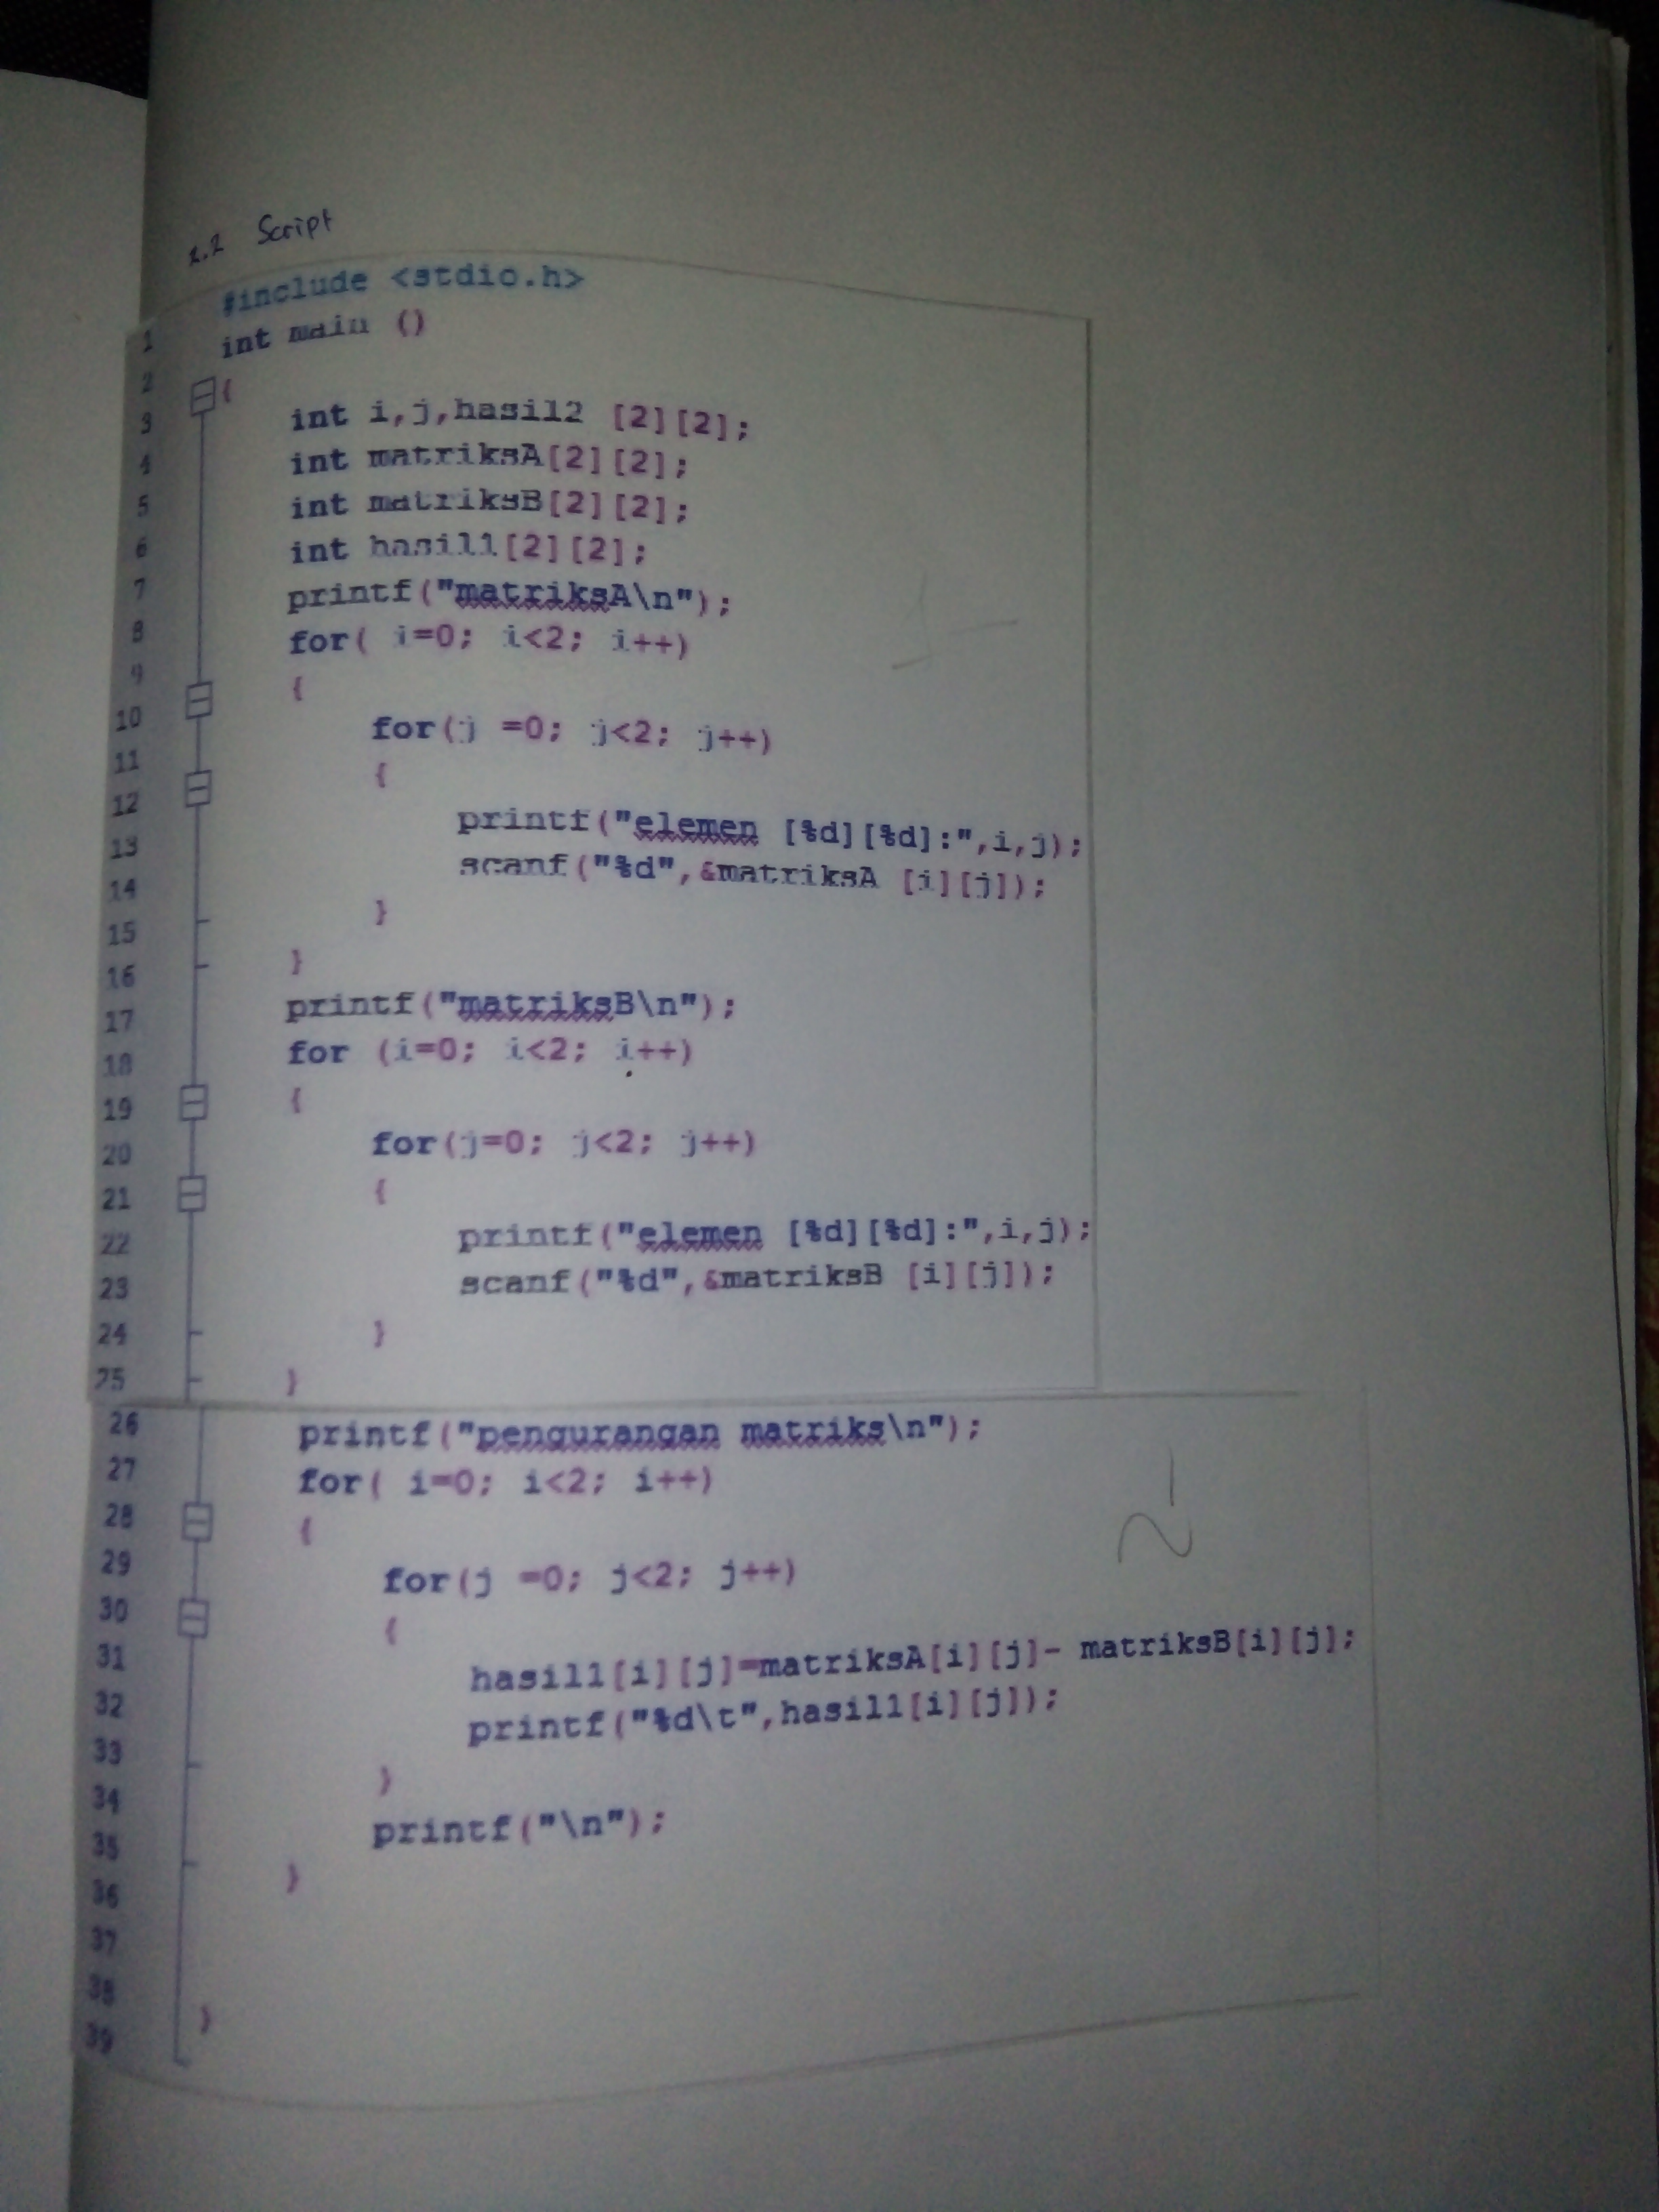 2.2 Script
#include <stdio.h>
1 int main ()
2 {
3 int i,j,hasil2 [2][2];
4 int matriksA[2][2];
5 int matriksB[2][2];
6 int hasil1[2][2];
7 printf("matriksA\n");
8 for( i=0; i<2; i++)
9 {
10 for(j =0; j<2; j++)
11 {
12 printf("elemen [%d][%d]:",i,j);
13 scanf("%d",&matriksA [i][j]);
14 }
15 }
16 printf("matriksB\n");
17 for (i=0; i<2; i++)
18 {
19 for(j=0; j<2; j++)
20 {
21 printf("elemen [%d][%d]:",i,j);
22 scanf("%d",&matriksB [i][j]);
23 }
24 }
25
26 printf("pengurangan matriks\n");
27 for( i=0; i<2; i++)
28 {
29 for(j =0; j<2; j++)
30 {
31 hasil1[i][j]=matriksA[i][j]- matriksB[i][j];
32 printf("%d\t",hasil1[i][j]);
33 }
34 printf("\n");
35 }
36
37
38 }
39